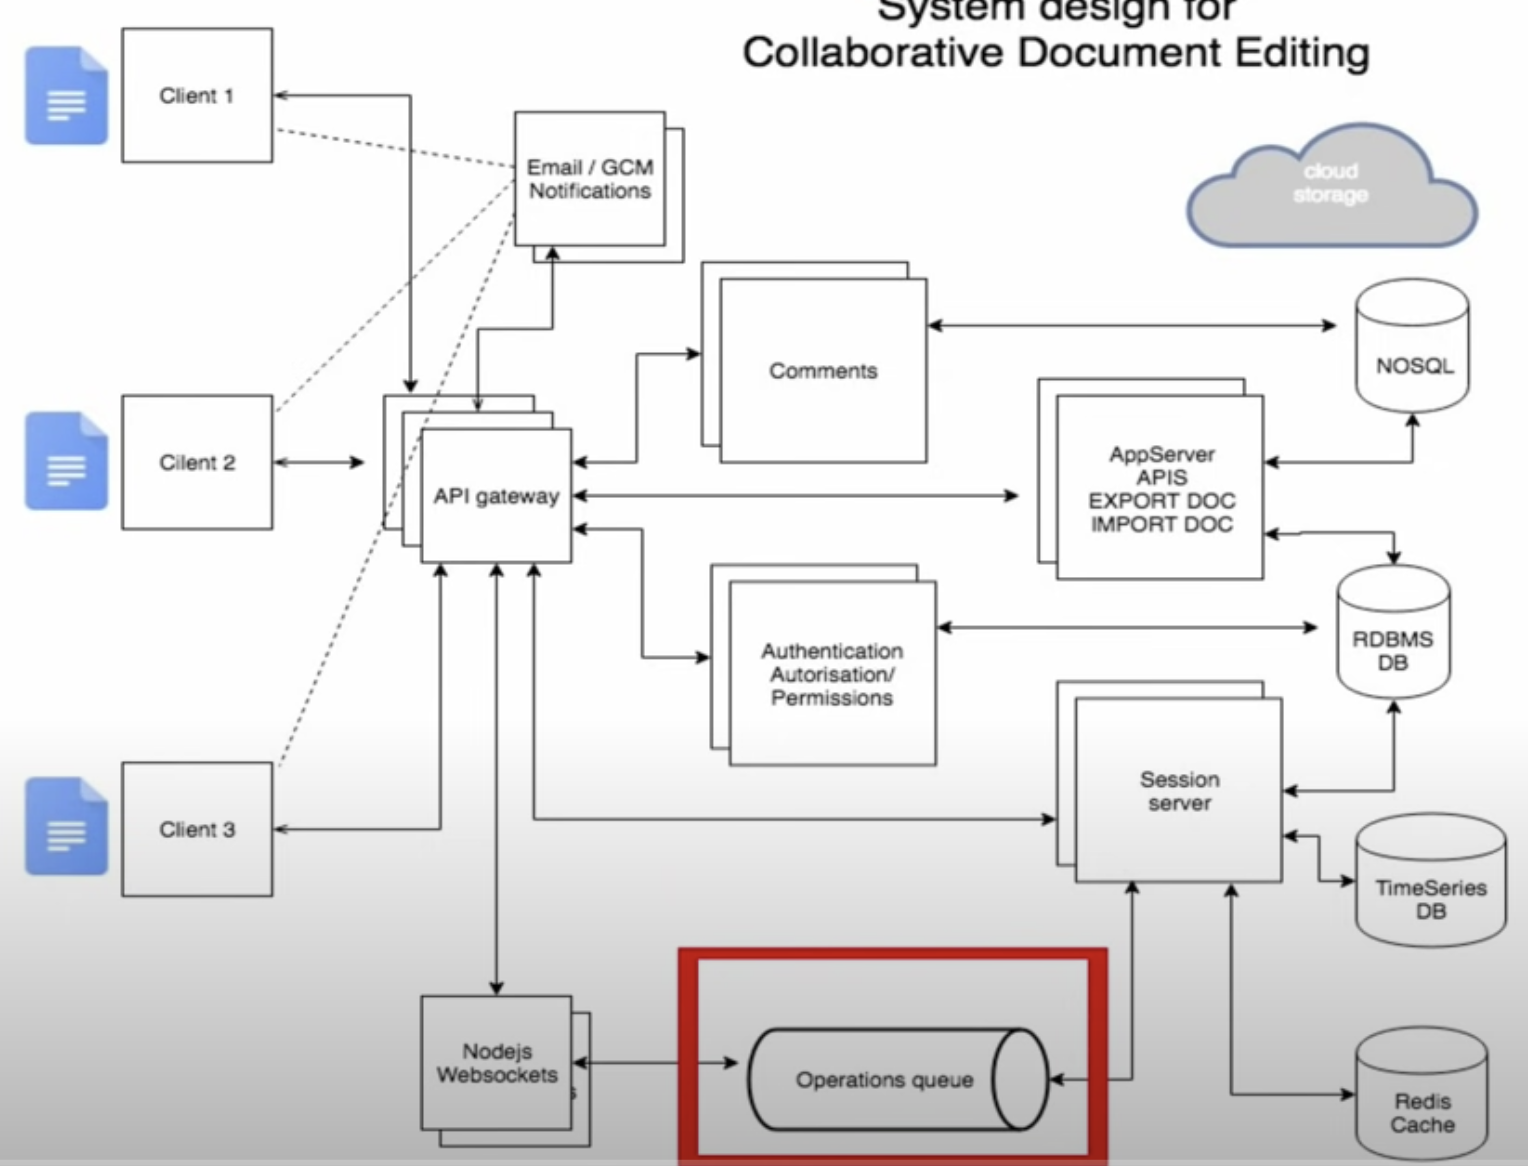 System design for
Collaborative Document Editing
Client 1
Email / GCM
Notifications
cloud
storage
Comments
NOSQL
Cilent 2
API gateway
AppServer
APIS
EXPORT DOC
IMPORT DOC
Authentication
Autorisation/
Permissions
RDBMS
DB
Client 3
Session
server
TimeSeries
DB
Nodejs
Websockets
s
Operations queue
Redis
Cache